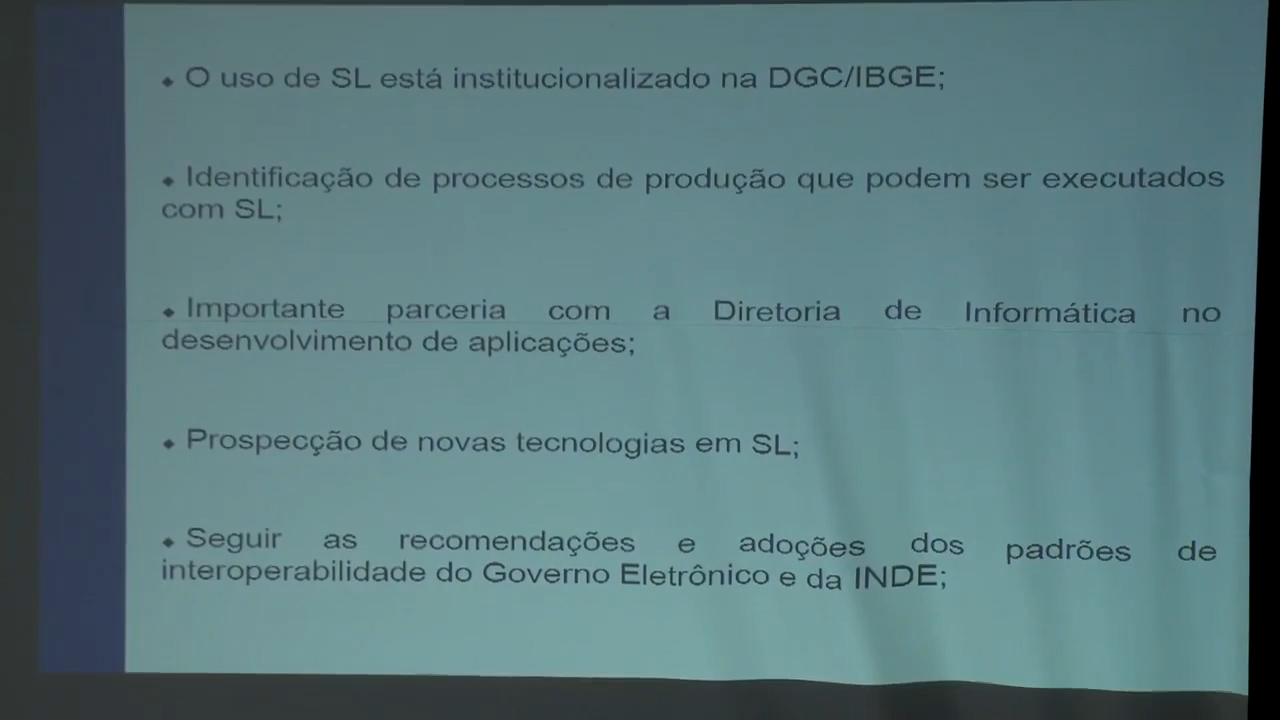 ⬥ O uso de SL está institucionalizado na DGC/IBGE;
⬥ Identificação de processos de produção que podem ser executados
com SL;
⬥ Importante parceria com a Diretoria de Informática no
desenvolvimento de aplicações;
⬥ Prospecção de novas tecnologias em SL;
⬥ Seguir as recomendações e adoções dos padrões de
interoperabilidade do Governo Eletrônico e da INDE;